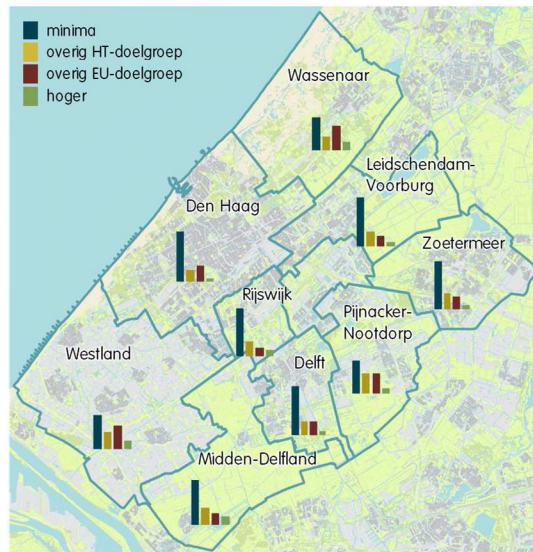 minima
overig HT-doelgroep
overig EU-doelgroep
hoger
Wassenaar
Leidschendam-
Voorburg
Den Haag
Zoetermeer
Rijswijk
Pijnacker-
Nootdorp
Westland
Delft
Midden-Delfland